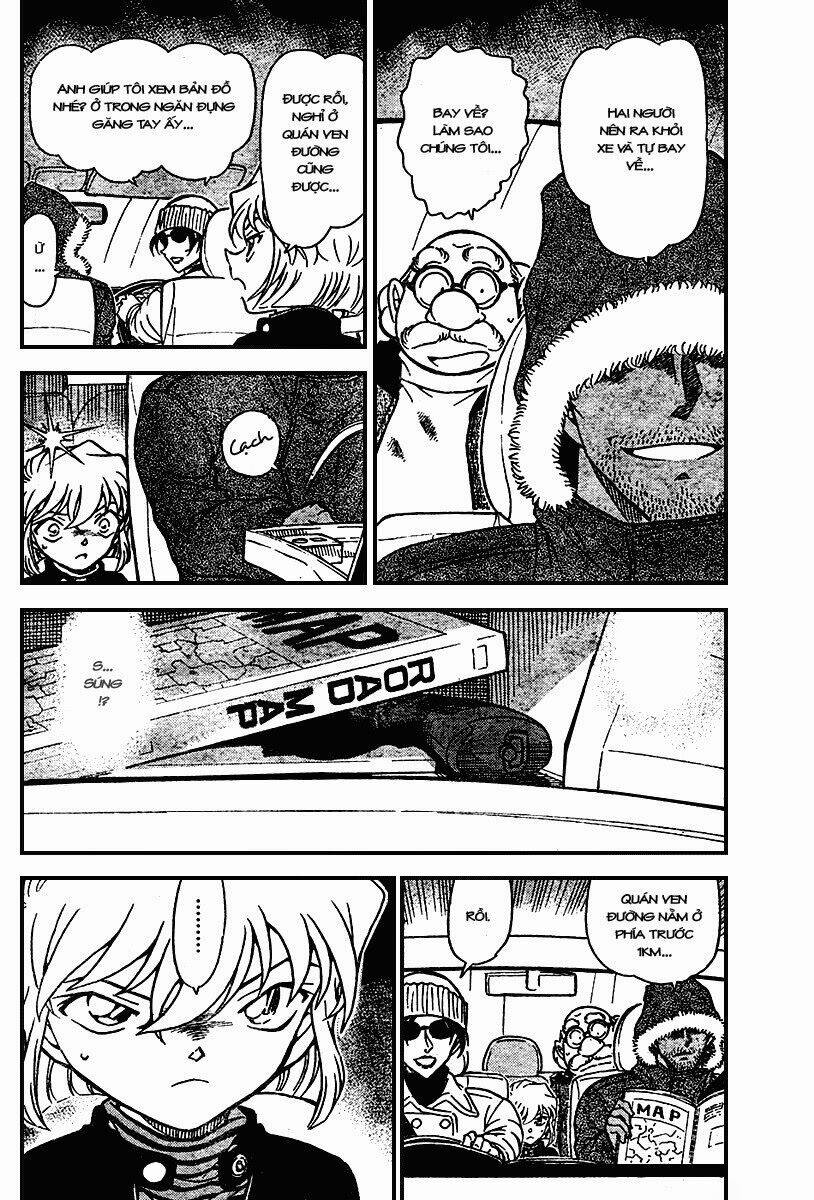 HAI NGƯỜI
NÊN RA KHỎI
XE VÀ TỰ BAY
VỀ...
BAY VỀ?
LÀM SAO
CHÚNG TÔI...
ĐƯỢC RỒI,
NGHỈ Ở
QUÁN VEN
ĐƯỜNG
CŨNG
ĐƯỢC...
ANH GIÚP TÔI XEM BẢN ĐỒ
NHÉ? Ở TRONG NGĂN ĐỰNG
GĂNG TAY ẤY...
Ừ
...
Cạch
S...
SÚNG
!?
MAP
ROAD MAP
QUÁN VEN
ĐƯỜNG NẰM Ở
PHÍA TRƯỚC
1KM...
RỒI.
MAP
........